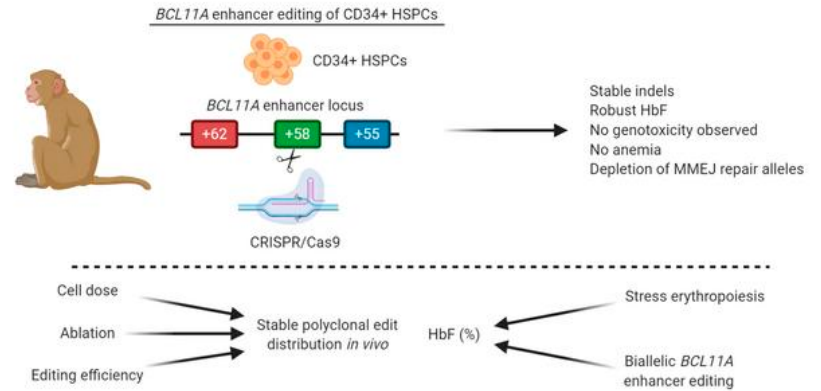 BCL11A enhancer editing of CD34+ HSPCs
CD34+ HSPCs
BCL11A enhancer locus
+62
+58
+55
CRISPR/Cas9
Stable indels
Robust HbF
No genotoxicity observed
No anemia
Depletion of MMEJ repair alleles
Cell dose
Ablation
Editing efficiency
Stable polyclonal edit
distribution in vivo
HbF (%)
Stress erythropoiesis
Biallelic BCL11A
enhancer editing